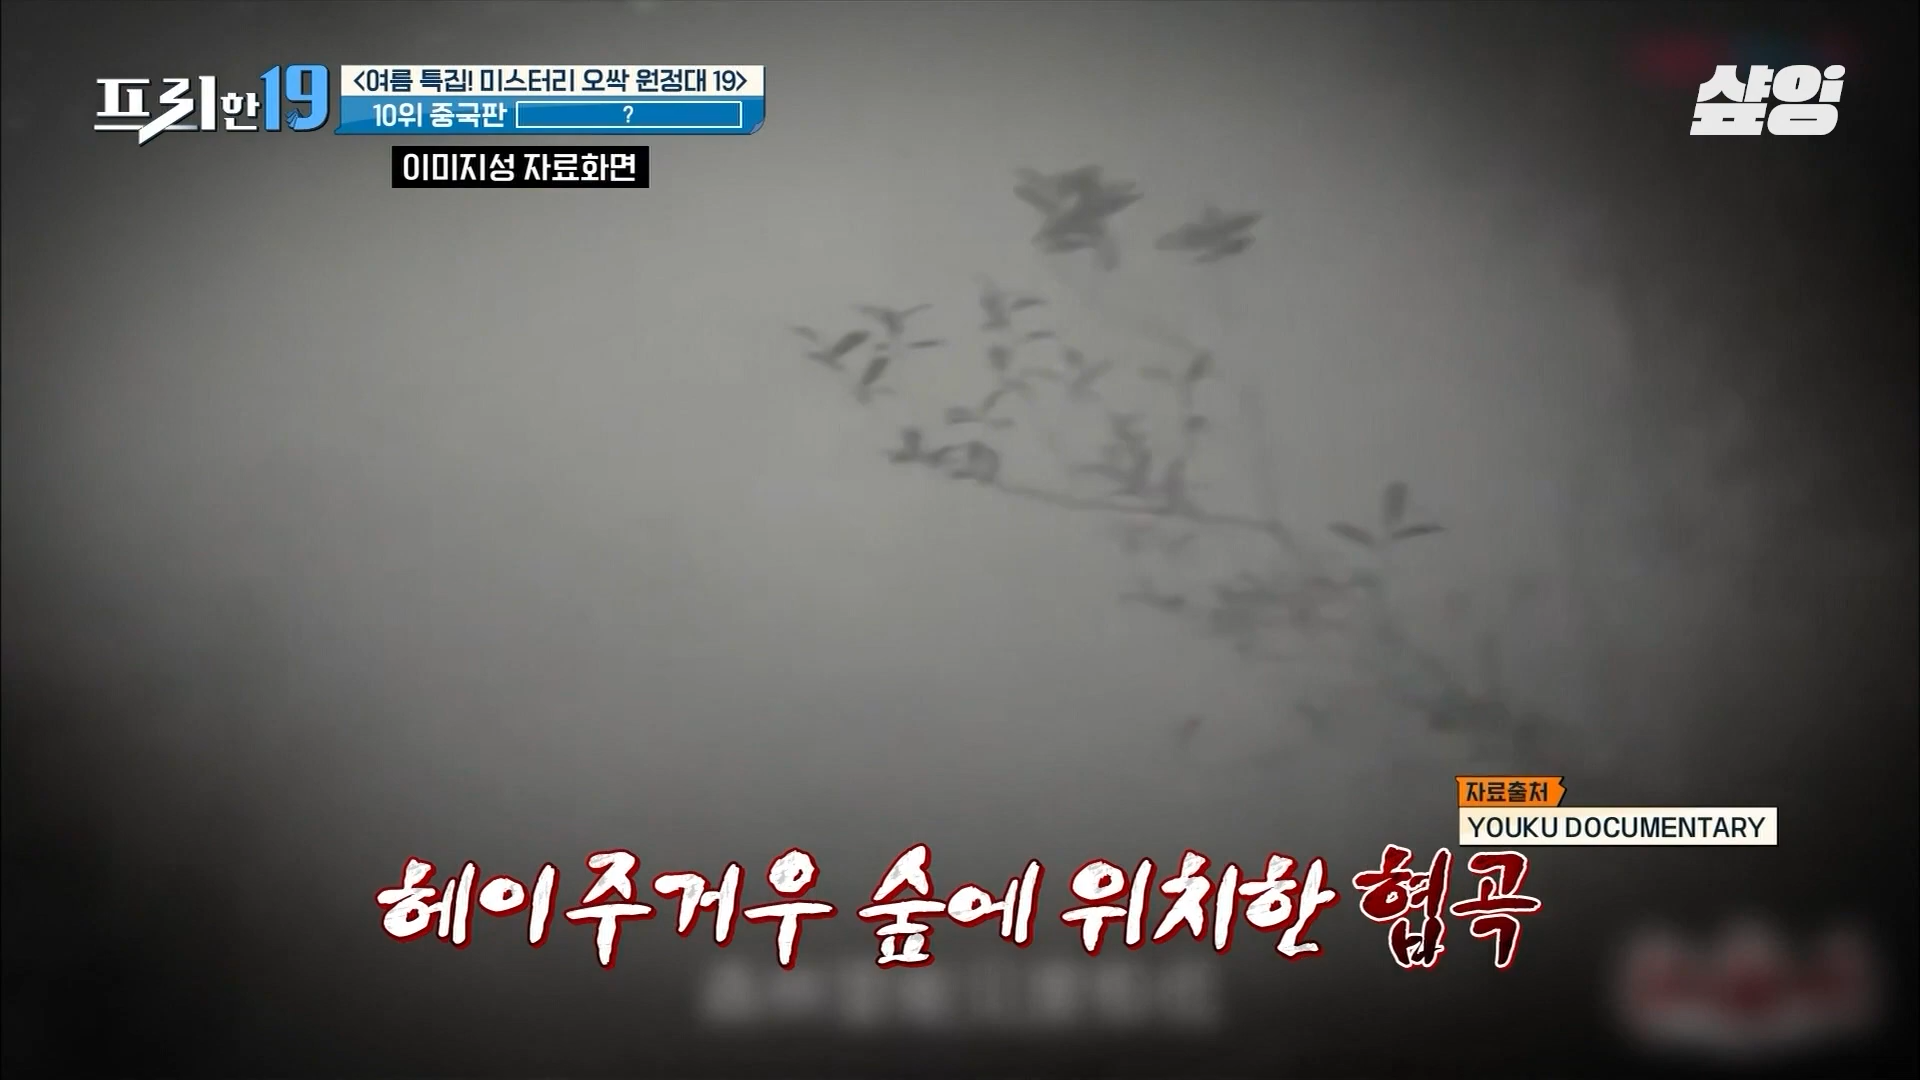 프리한19
<여름 특집! 미스터리 오싹 원정대 19>
10위 중국판 ?
이미지성 자료화면
샾잉
자료출처
YOUKU DOCUMENTARY
헤이주거우 숲에 위치한 협곡